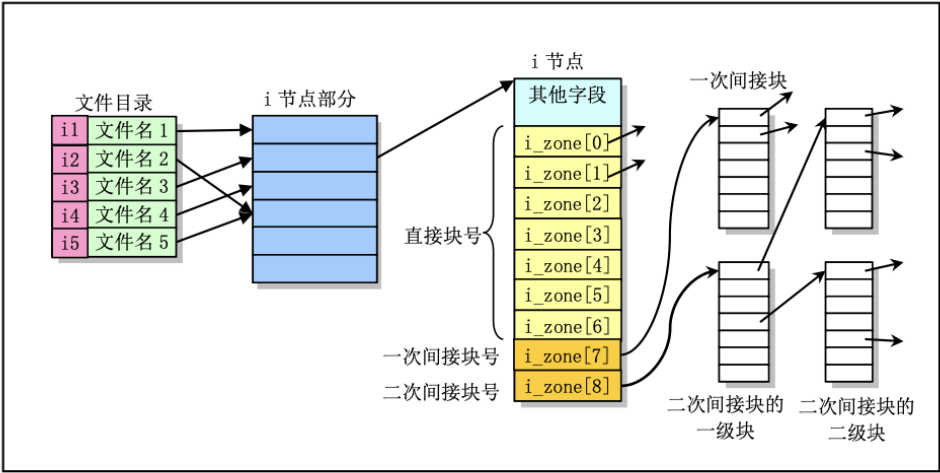 文件目录
i1 文件名 1
i2 文件名 2
i3 文件名 3
i4 文件名 4
i5 文件名 5
i 节点部分
i 节点
其他字段
i_zone[0]
i_zone[1]
i_zone[2]
i_zone[3]
i_zone[4]
i_zone[5]
i_zone[6]
i_zone[7]
i_zone[8]
直接块号
一次间接块号
二次间接块号
一次间接块
二次间接块的
一级块
二次间接块的
二级块